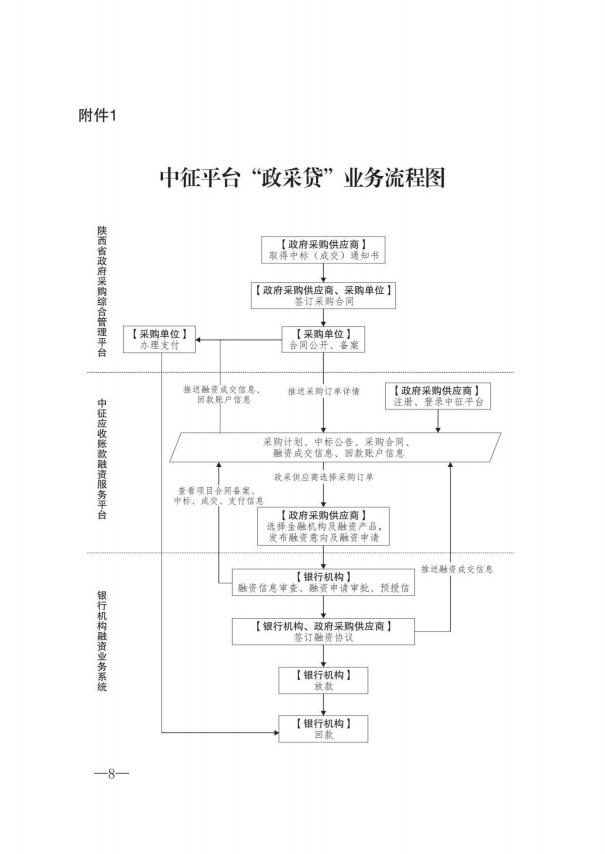 附件1
中征平台“政采贷”业务流程图
陕西省政府采购综合管理平台
【政府采购供应商】
取得中标（成交）通知书
【政府采购供应商、采购单位】
签订采购合同
【采购单位】
办理支付
【采购单位】
合同公开、备案
中征应收账款融资服务平台
推送融资成交信息、
回款账户信息
推送采购订单详情
【政府采购供应商】
注册、登录中征平台
采购计划、中标公告、采购合同、
融资成交信息、回款账户信息
政采供应商选择采购订单
查看项目合同备案、
中标、成交、支付信息
【政府采购供应商】
选择金融机构及融资产品，
发布融资意向及融资申请
银行机构融资业务系统
【银行机构】
融资信息审查、融资申请审批、预授信
推送融资成交信息
【银行机构、政府采购供应商】
签订融资协议
【银行机构】
放款
【银行机构】
回款
—8—